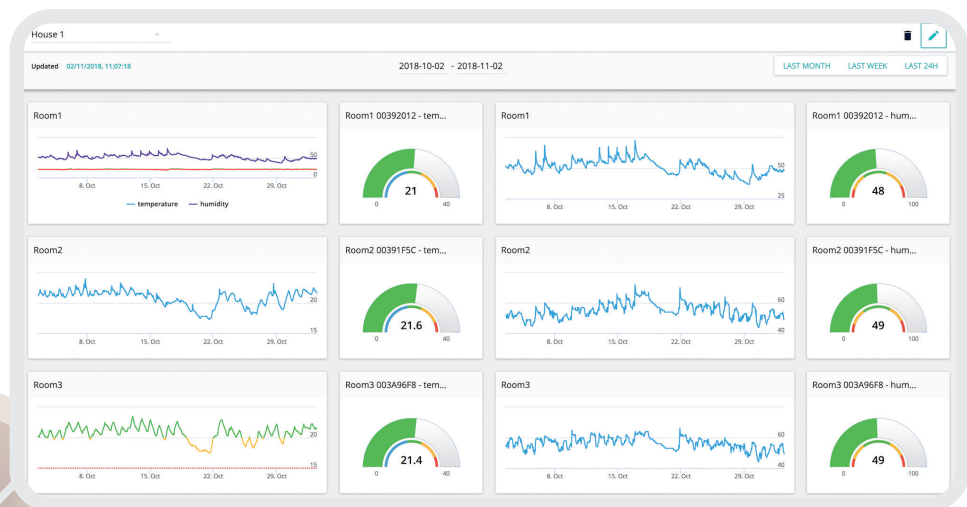 House 1
Updated 02/11/2018, 11:07:18
2018-10-02 - 2018-11-02
LAST MONTH LAST WEEK LAST 24H
Room1
50
0
8. Oct 15. Oct 22. Oct 29. Oct
temperature humidity
Room1 00392012 - tem...
21
0 40
Room1
50
25
8. Oct 15. Oct 22. Oct 29. Oct
Room1 00392012 - hum...
48
0 100
Room2
20
15
8. Oct 15. Oct 22. Oct 29. Oct
Room2 00391F5C - tem...
21.6
0 40
Room2
60
40
8. Oct 15. Oct 22. Oct 29. Oct
Room2 00391F5C - hum...
49
0 100
Room3
20
15
8. Oct 15. Oct 22. Oct 29. Oct
Room3 003A96F8 - tem...
21.4
0 40
Room3
60
40
8. Oct 15. Oct 22. Oct 29. Oct
Room3 003A96F8 - hum...
49
0 100